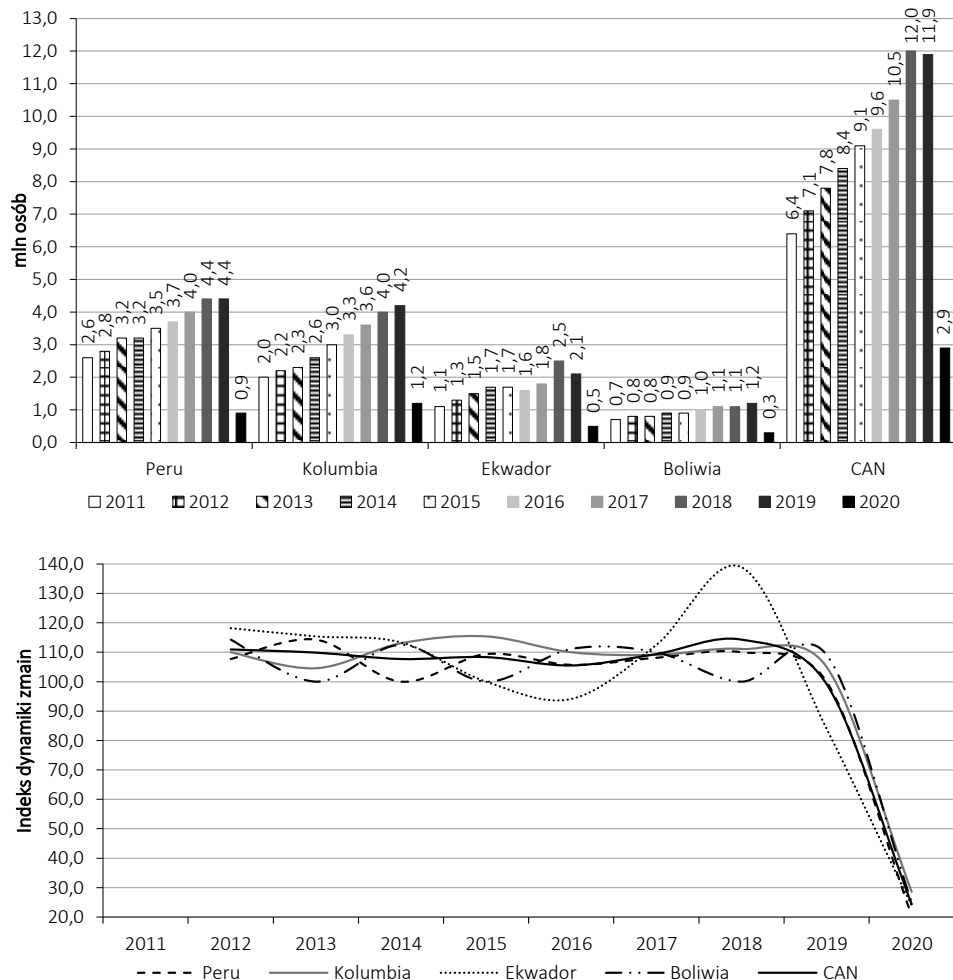 13,0
12,0
11,0
10,0
9,0
8,0
7,0
6,0
5,0
4,0
3,0
2,0
1,0
0,0
mln osób
2,6 2,8 3,2 3,2 3,5 3,7 4,0 4,4 4,4 0,9
2,0 2,2 2,3 2,6 3,0 3,3 3,6 4,0 4,2 1,2
1,1 1,3 1,5 1,7 1,7 1,6 1,8 2,5 2,1 0,5
0,7 0,8 0,8 0,9 0,9 1,0 1,1 1,1 1,2 0,3
6,4 7,1 7,8 8,4 9,1 9,6 10,5 12,0 11,9 2,9
Peru Kolumbia Ekwador Boliwia CAN
2011 2012 2013 2014 2015 2016 2017 2018 2019 2020
140,0
130,0
120,0
110,0
100,0
90,0
80,0
70,0
60,0
50,0
40,0
30,0
20,0
Indeks dynamiki zmain
2011 2012 2013 2014 2015 2016 2017 2018 2019 2020
Peru Kolumbia Ekwador Boliwia CAN